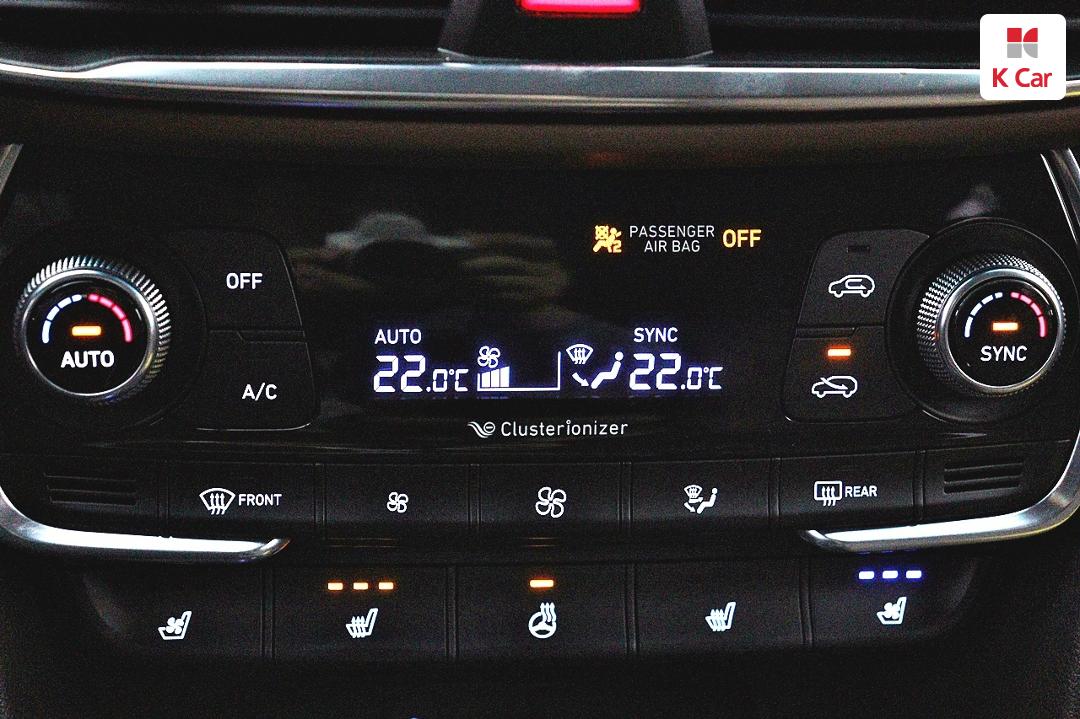 K Car
PASSENGER
AIR BAG OFF
OFF
AUTO
A/C
AUTO
22.0°C
SYNC
22.0°C
SYNC
Clusterionizer
FRONT
REAR